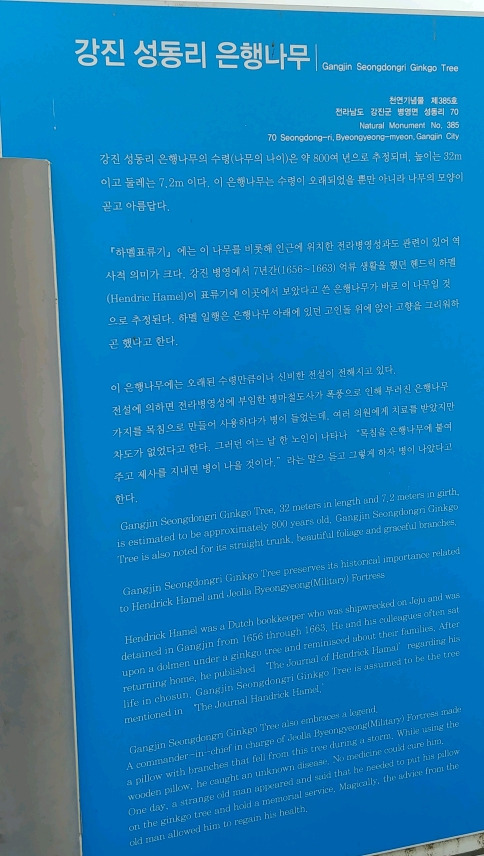 강진 성동리 은행나무 | Gangjin Seongdongri Ginkgo Tree
천연기념물 제385호
전라남도 강진군 병영면 성동리 70
Natural Monument No. 385
70 Seongdong-ri, Byeongyeong-myeon, Gangjin City
강진 성동리 은행나무의 수령(나무의 나이)은 약 800여 년으로 추정되며, 높이는 32m
이고 둘레는 7.2m 이다. 이 은행나무는 수령이 오래되었을 뿐만 아니라 나무의 모양이
곧고 아름답다.
『하멜표류기』에는 이 나무를 비롯해 인근에 위치한 전라병영성과도 관련이 있어 역
사적 의미가 크다. 강진 병영에서 7년간(1656~1663) 억류 생활을 했던 헨드릭 하멜
(Hendric Hamel)이 표류기에 이곳에서 보았다고 쓴 은행나무가 바로 이 나무일 것
으로 추정된다. 하멜 일행은 은행나무 아래에 있던 고인돌 위에 앉아 고향을 그리워하
곤 했다고 한다.
이 은행나무에는 오래된 수령만큼이나 신비한 전설이 전해지고 있다.
전설에 의하면 전라병영성에 부임한 병마절도사가 폭풍으로 인해 부러진 은행나무
가지를 목침으로 만들어 사용하다가 병이 들었는데, 여러 의원에게 치료를 받았지만
차도가 없었다고 한다. 그러던 어느 날 한 노인이 나타나 “목침을 은행나무에 붙여
주고 제사를 지내면 병이 나을 것이다.” 라는 말은 듣고 그렇게 하자 병이 나았다고
한다.
Gangjin Seongdongri Ginkgo Tree, 32 meters in length and 7.2 meters in girth,
is estimated to be approximately 800 years old. Gangjin Seongdongri Ginkgo
Tree is also noted for its straight trunk, beautiful foliage and graceful branches.
Gangjin Seongdongri Ginkgo Tree preserves its historical importance related
to Hendrick Hamel and Jeolla Byeongyeong(Military) Fortress
Hendrick Hamel was a Dutch bookkeeper who was shipwrecked on Jeju and was
detained in Gangjin from 1656 through 1663. He and his colleagues often sat
upon a dolmen under a ginkgo tree and reminisced about their families. After
returning home, he published ‘The Journal of Hendrick Hamal’ regarding his
life in chosun. Gangjin Seongdongri Ginkgo Tree is assumed to be the tree
mentioned in ‘The Journal Handrick Hamel.’
Gangjin Seongdongri Ginkgo Tree also embraces a legend.
A commander-in-chief in charge of Jeolla Byeongyeong(Military) Fortress made
a pillow with branches that fell from this tree during a storm. While using the
wooden pillow, he caught an unknown disease. No medicine could cure him.
One day, a strange old man appeared and said that he needed to put his pillow
on the ginkgo tree and hold a memorial service. Magically, the advice from the
old man allowed him to regain his health.